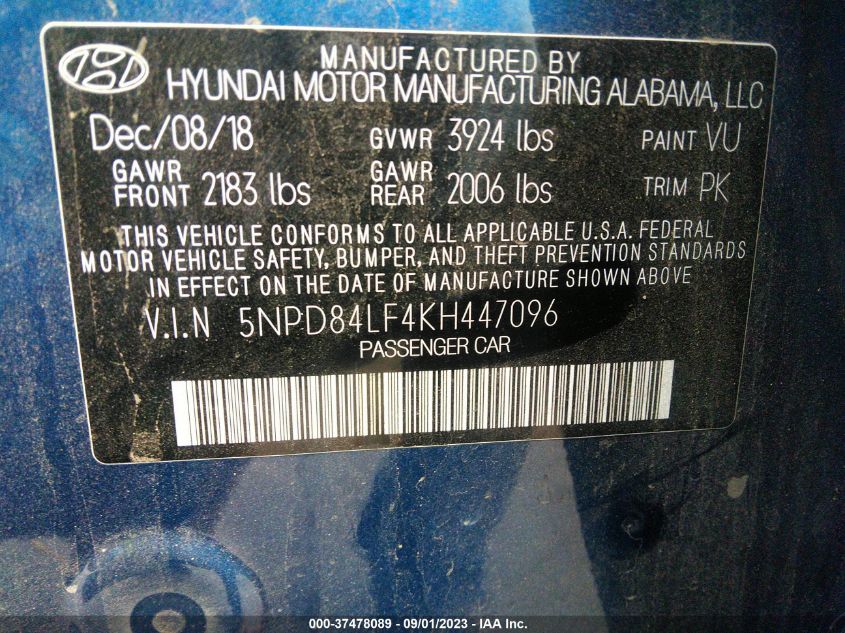 MANUFACTURED BY
HYUNDAI MOTOR MANUFACTURING ALABAMA, LLC
Dec/08/18 GVWR 3924 lbs PAINT VU
GAWR FRONT 2183 lbs GAWR REAR 2006 lbs TRIM PK
THIS VEHICLE CONFORMS TO ALL APPLICABLE U.S.A. FEDERAL
MOTOR VEHICLE SAFETY, BUMPER, AND THEFT PREVENTION STANDARDS
IN EFFECT ON THE DATE OF MANUFACTURE SHOWN ABOVE
V.I.N 5NPD84LF4KH447096
PASSENGER CAR
000-37478089 - 09/01/2023 - IAA Inc.